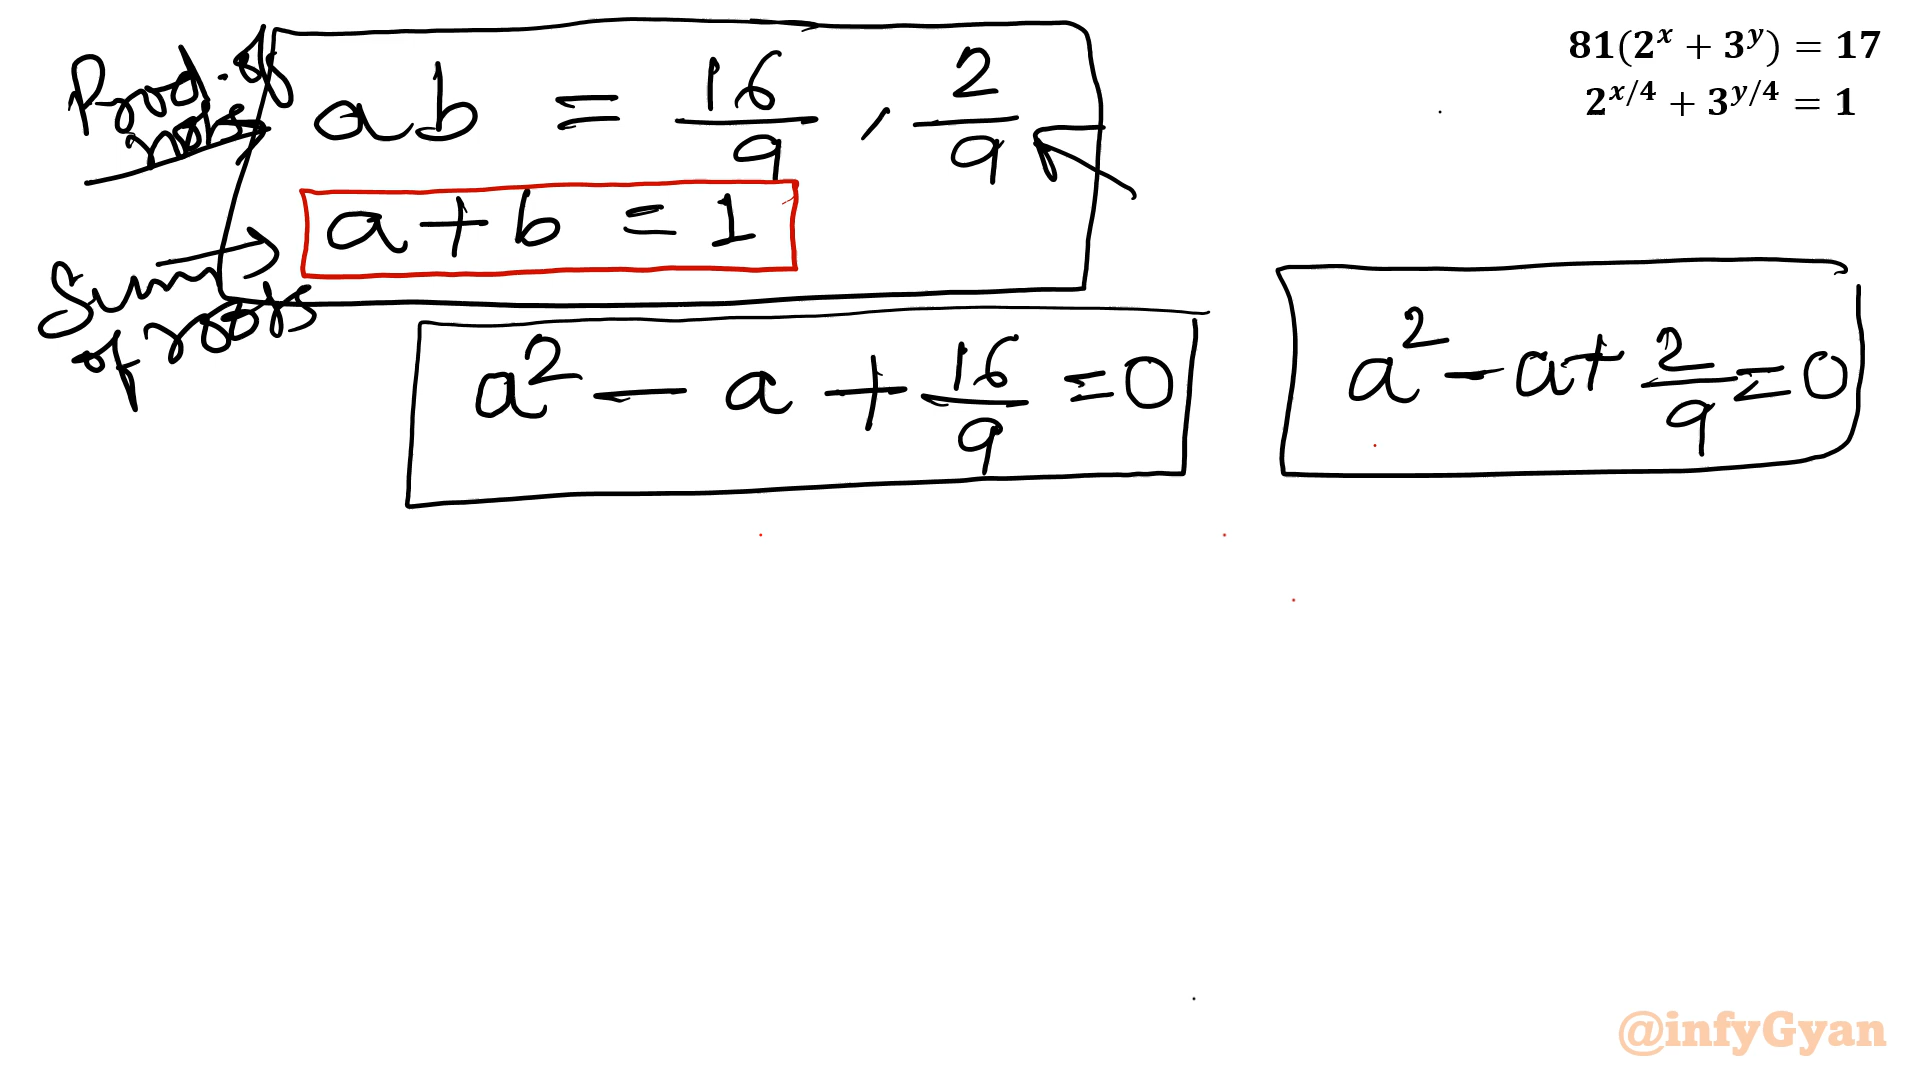 81(2^x + 3^y) = 17
2^{x/4} + 3^{y/4} = 1
Prod. of roots
ab = 16/9 , 2/9
Sum of roots
a + b = 1
a² - a + 16/9 = 0
a² - a + 2/9 = 0
@infyGyan